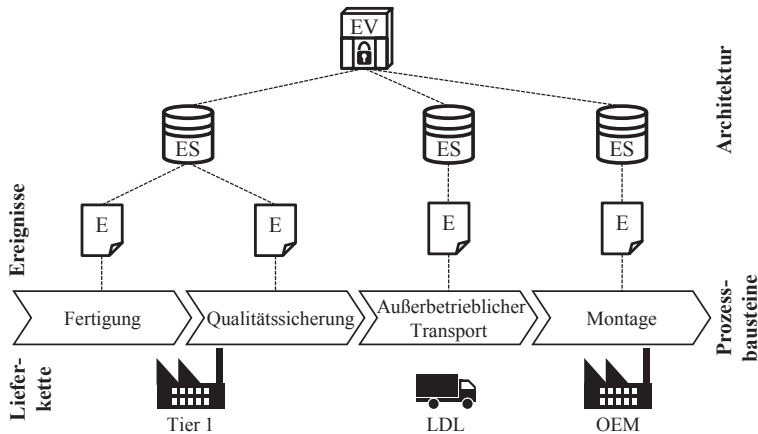 EV
Architektur
ES
ES
ES
Ereignisse
E
E
E
E
Fertigung
Qualitätssicherung
Außerbetrieblicher
Transport
Montage
Prozess-
bausteine
Liefer-
kette
Tier 1
LDL
OEM